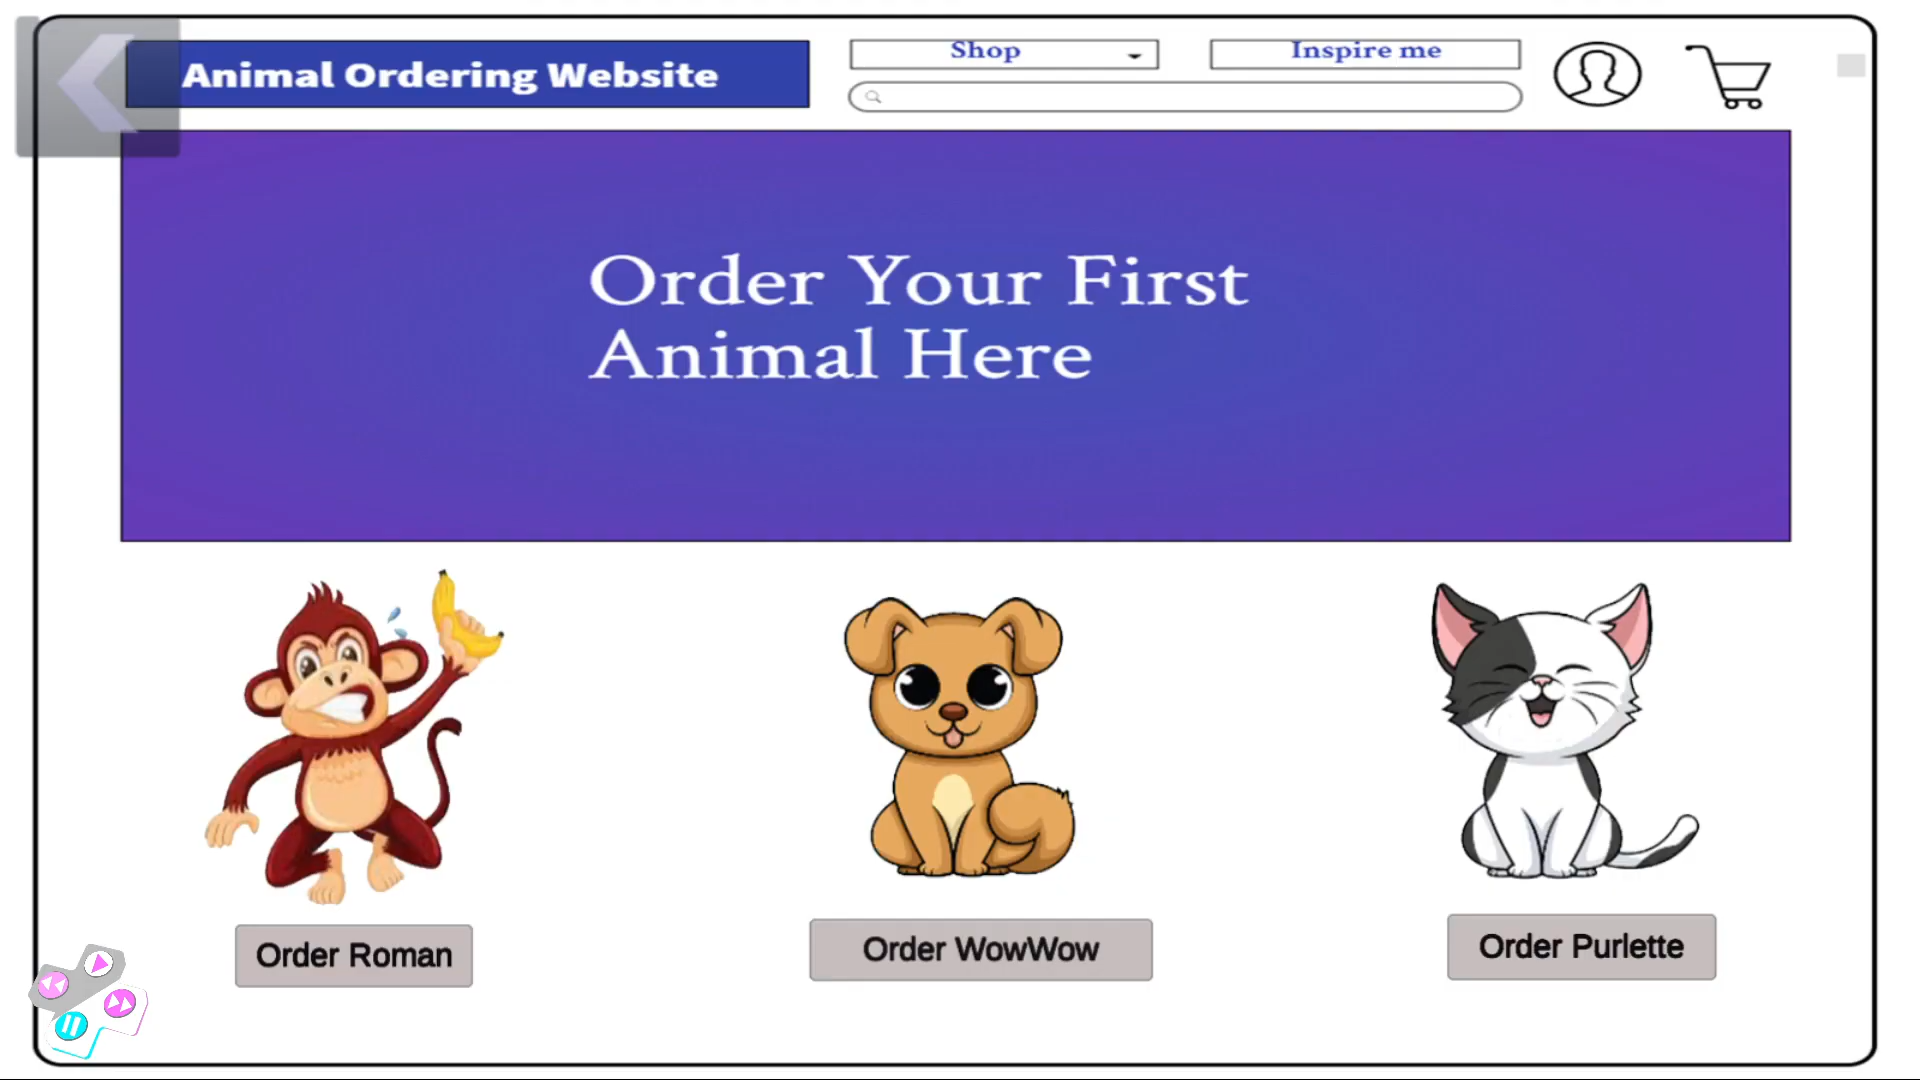 Animal Ordering Website
Shop
Inspire me
Order Your First
Animal Here
Order Roman
Order WowWow
Order Purlette